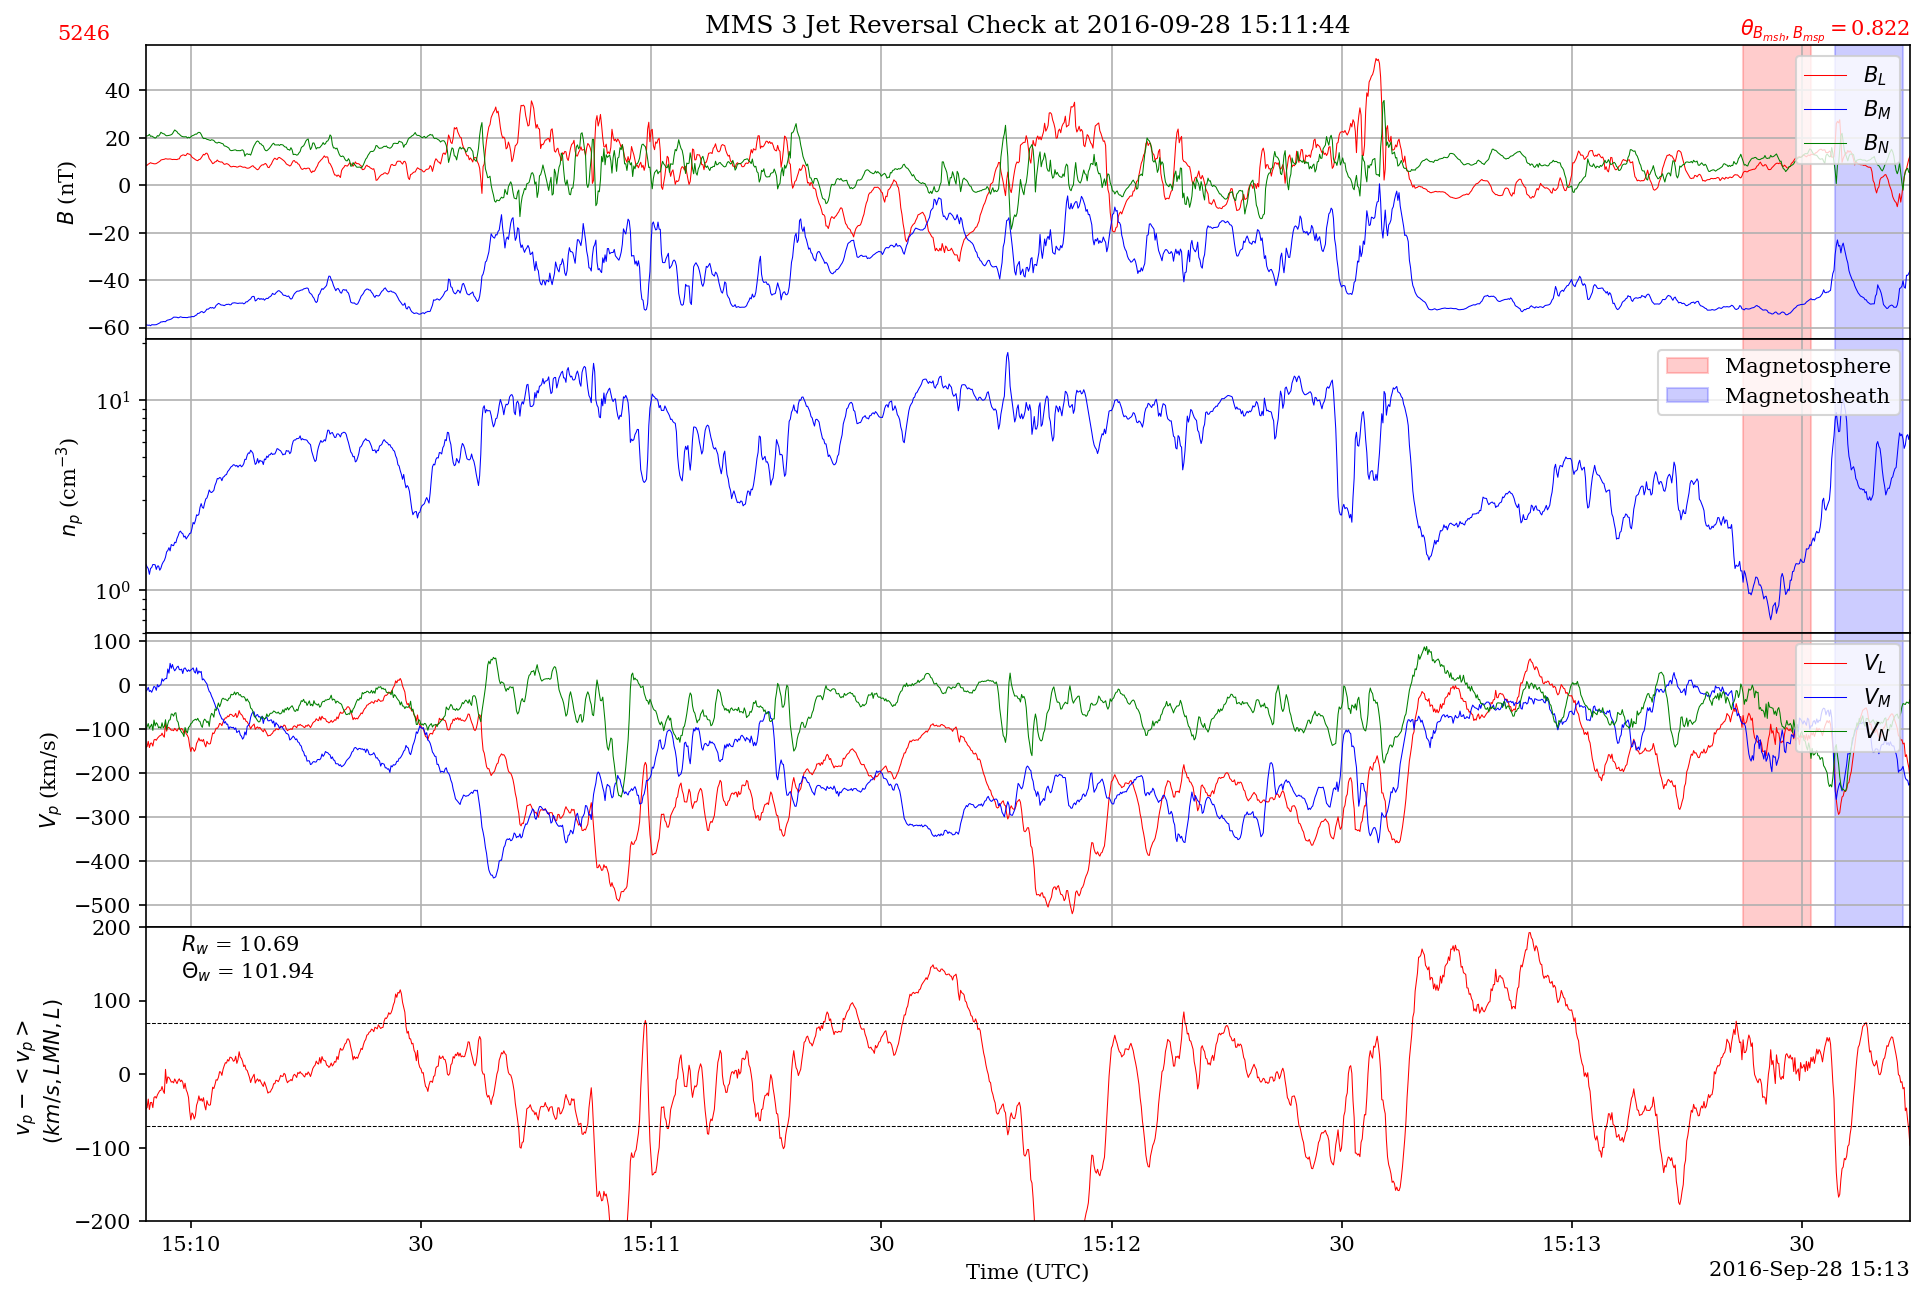 MMS 3 Jet Reversal Check at 2016-09-28 15:11:44
5246
θ_{B_{msh}, B_{msp}} = 0.822
B (nT)
40
20
0
−20
−40
−60
B_L
B_M
B_N
n_p (cm^{−3})
10^1
10^0
Magnetosphere
Magnetosheath
V_p (km/s)
100
0
−100
−200
−300
−400
−500
V_L
V_M
V_N
v_p − < v_p >
(km/s, LMN, L)
200
100
0
−100
−200
R_w = 10.69
Θ_w = 101.94
15:10
30
15:11
30
15:12
30
15:13
30
Time (UTC)
2016-Sep-28 15:13